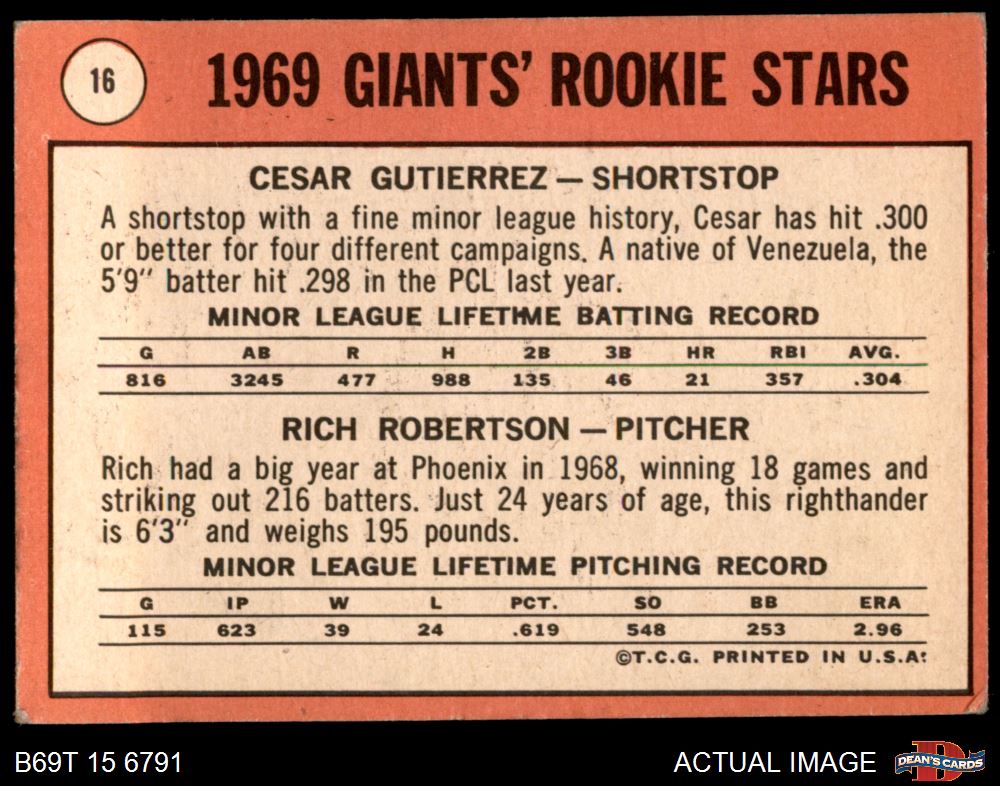 16
1969 GIANTS' ROOKIE STARS
CESAR GUTIERREZ — SHORTSTOP
A shortstop with a fine minor league history, Cesar has hit .300
or better for four different campaigns. A native of Venezuela, the
5'9" batter hit .298 in the PCL last year.
MINOR LEAGUE LIFETIME BATTING RECORD
G AB R H 2B 3B HR RBI AVG.
816 3245 477 988 135 46 21 357 .304
RICH ROBERTSON — PITCHER
Rich had a big year at Phoenix in 1968, winning 18 games and
striking out 216 batters. Just 24 years of age, this righthander
is 6'3" and weighs 195 pounds.
MINOR LEAGUE LIFETIME PITCHING RECORD
G IP W L PCT. SO BB ERA
115 623 39 24 .619 548 253 2.96
©T.C.G. PRINTED IN U.S.A.
B69T 15 6791
ACTUAL IMAGE
DEAN'S CARDS